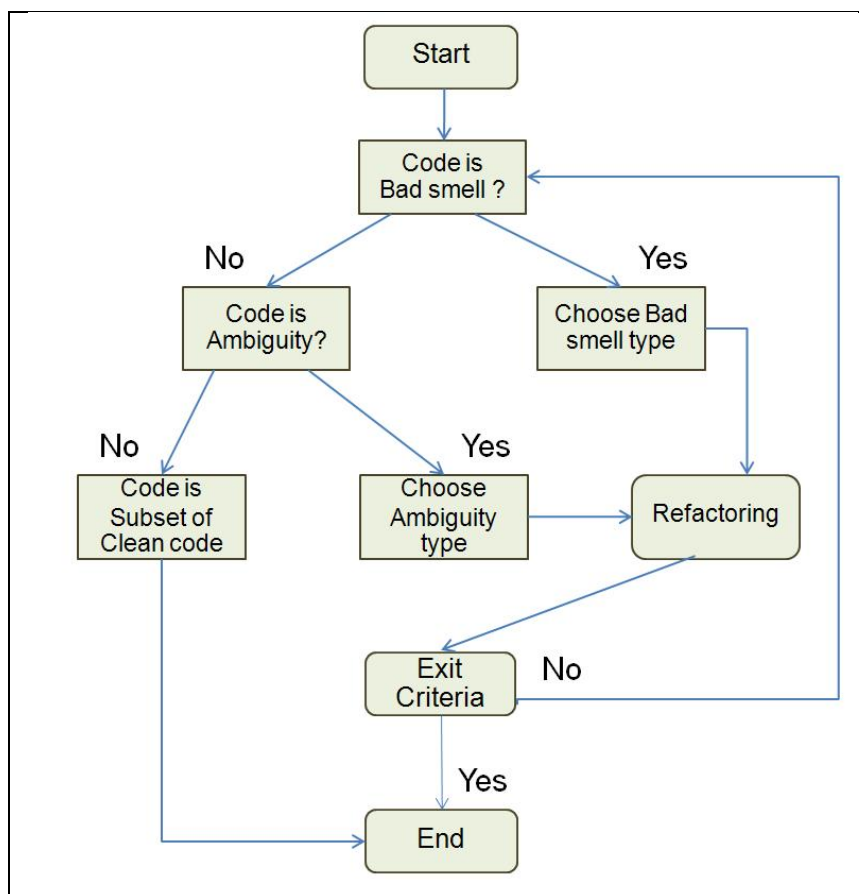 Start
Code is
Bad smell ?
No
Yes
Code is
Ambiguity?
Choose Bad
smell type
No
Yes
Code is
Subset of
Clean code
Choose
Ambiguity
type
Refactoring
Exit
Criteria
No
Yes
End